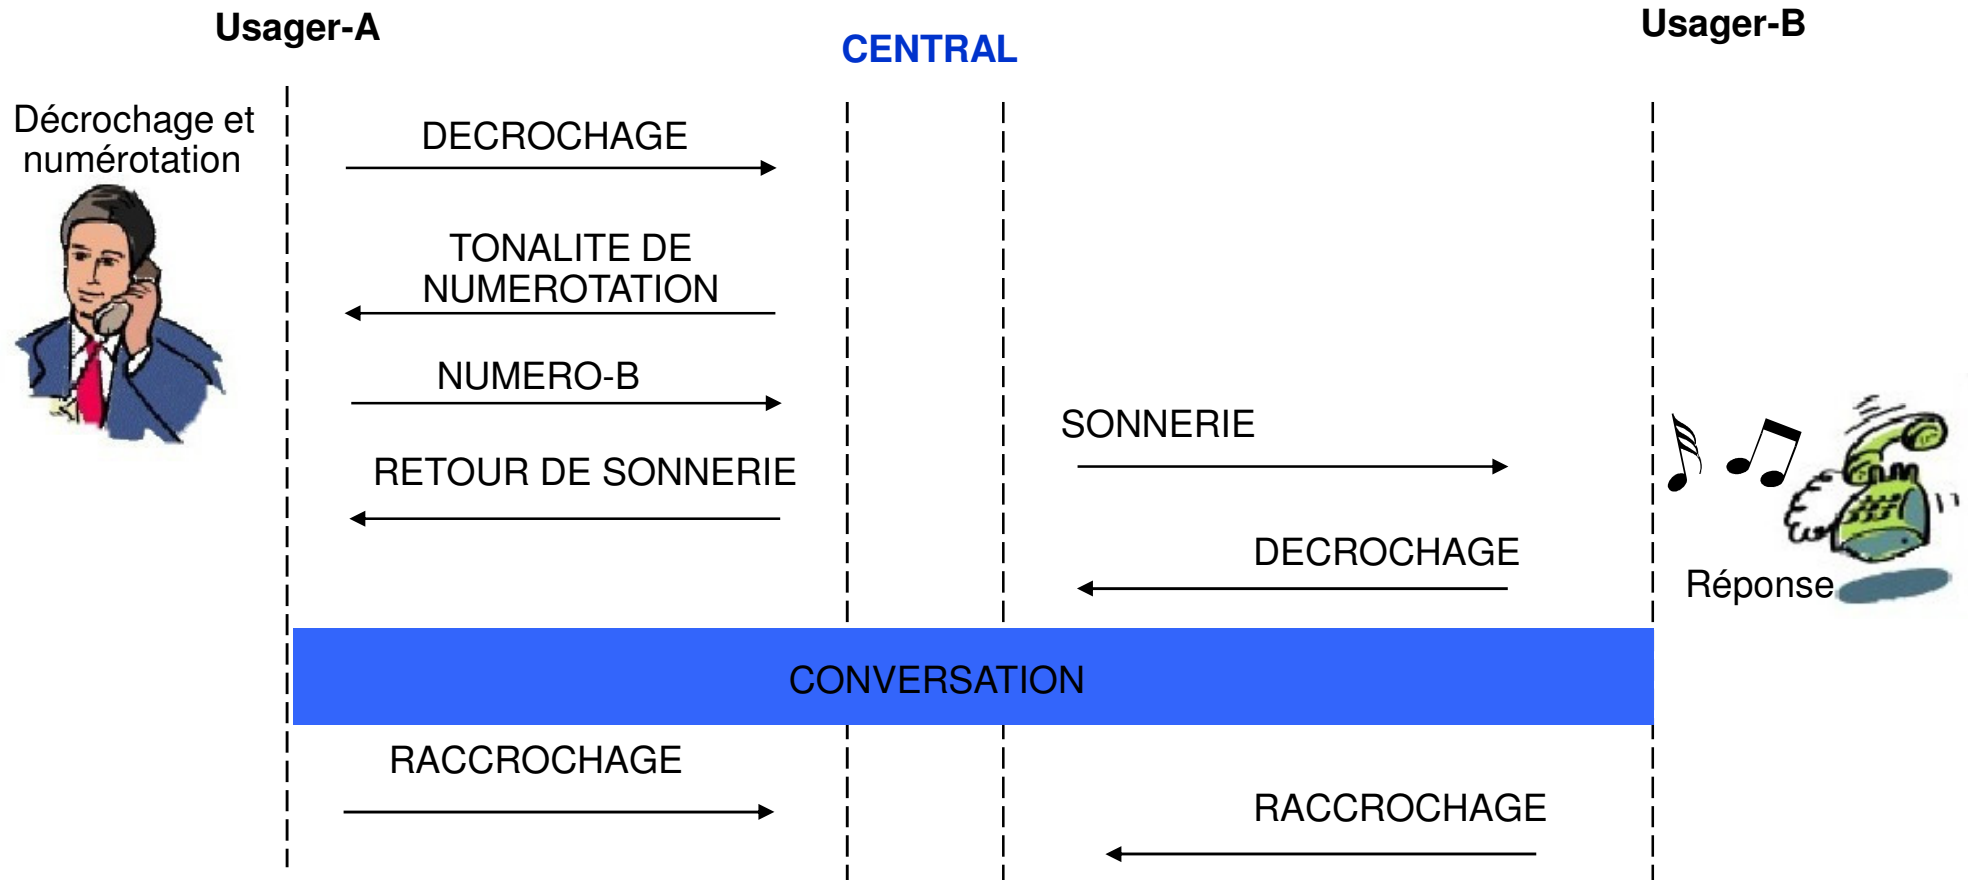 Usager-A
CENTRAL
Usager-B
Décrochage et
numérotation
DECROCHAGE
TONALITE DE
NUMEROTATION
NUMERO-B
SONNERIE
RETOUR DE SONNERIE
DECROCHAGE
Réponse
CONVERSATION
RACCROCHAGE
RACCROCHAGE